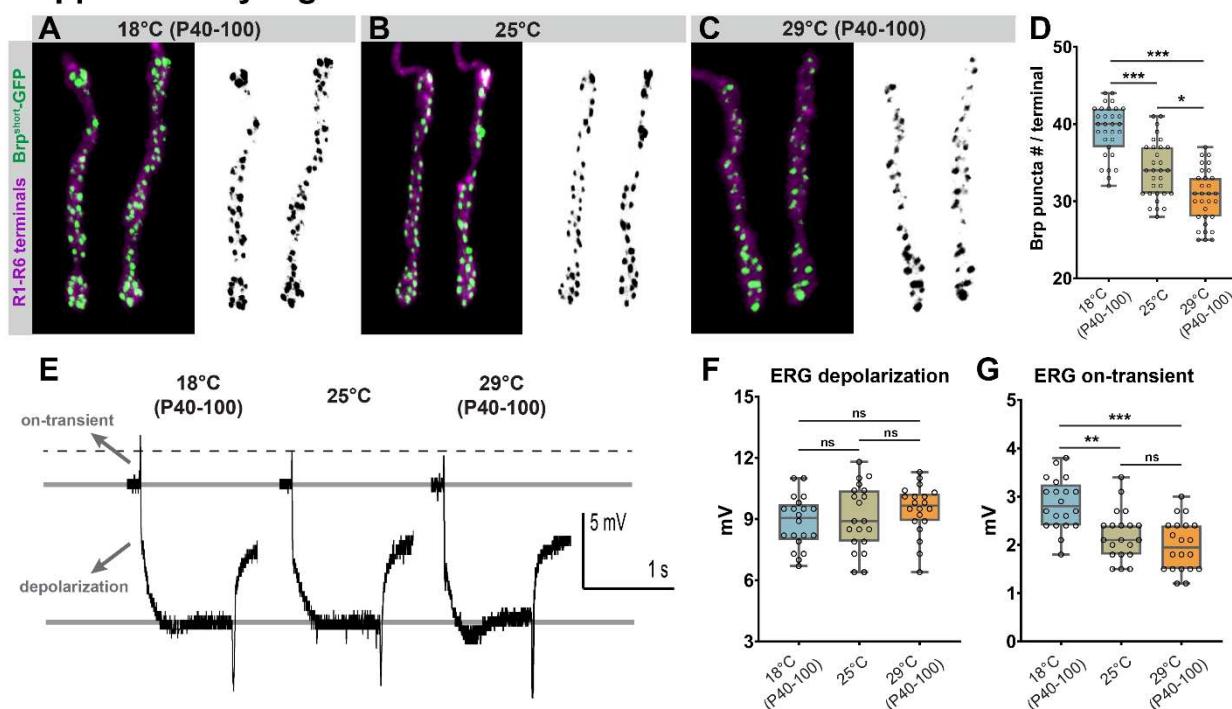 A
18°C (P40-100)
B
25°C
C
29°C (P40-100)
R1-R6 terminals Brpshort-GFP
D
***
***
*
Brp puncta # / terminal
40
30
20
18°C
(P40-100)
25°C
29°C
(P40-100)
E
18°C
(P40-100)
25°C
29°C
(P40-100)
on-transient
depolarization
5 mV
1 s
F
ERG depolarization
ns
ns
ns
mV
15
12
9
6
3
18°C
(P40-100)
25°C
29°C
(P40-100)
G
ERG on-transient
***
**
ns
mV
5
4
3
2
1
0
18°C
(P40-100)
25°C
29°C
(P40-100)